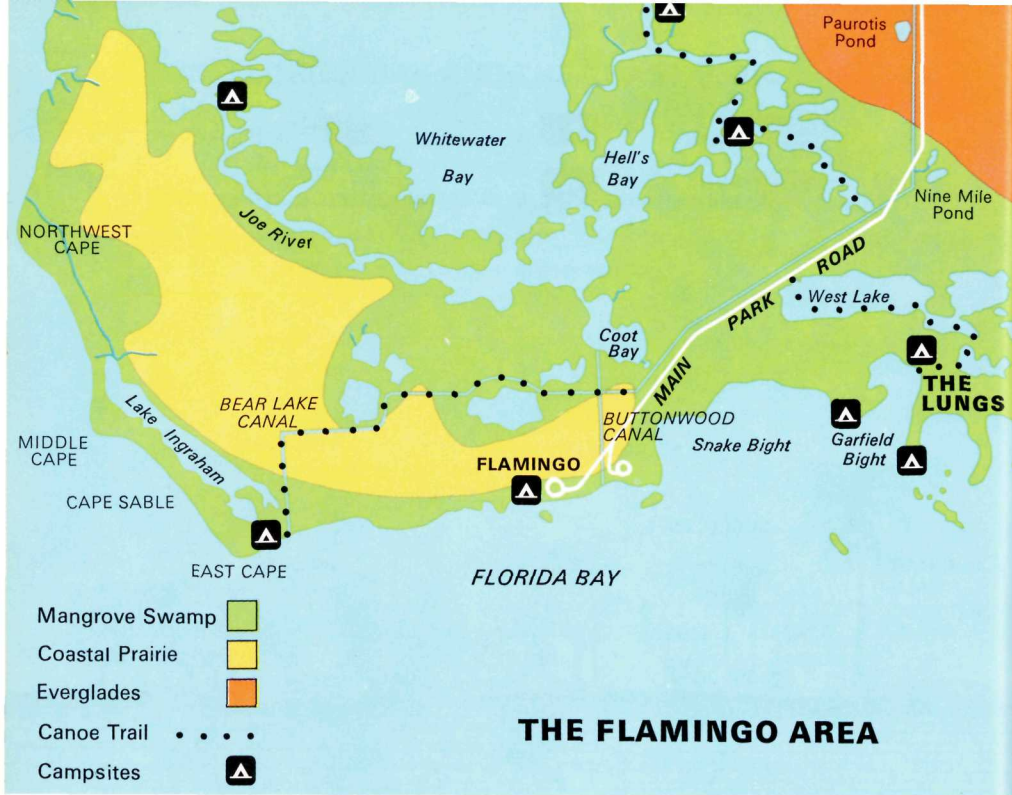 Paurotis
Pond
Whitewater
Bay
Hell's
Bay
Nine Mile
Pond
Joe River
NORTHWEST
CAPE
MAIN PARK ROAD
West Lake
Coot
Bay
THE
LUNGS
BEAR LAKE
CANAL
Lake Ingraham
BUTTONWOOD
CANAL
Snake Bight
Garfield
Bight
MIDDLE
CAPE
FLAMINGO
CAPE SABLE
EAST CAPE
FLORIDA BAY
Mangrove Swamp
Coastal Prairie
Everglades
Canoe Trail
Campsites
THE FLAMINGO AREA